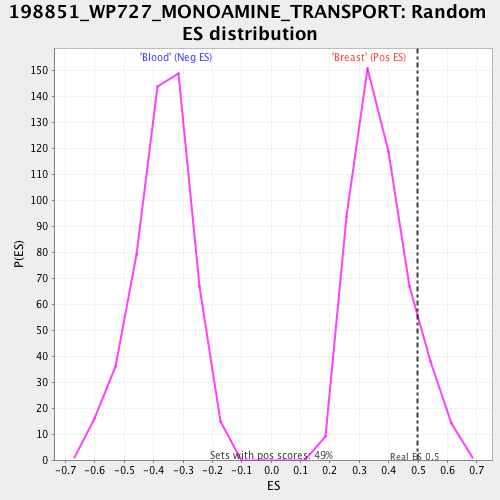 198851_WP727_MONOAMINE_TRANSPORT: Random
ES distribution
'Blood' (Neg ES)
'Breast' (Pos ES)
P(ES)
150
140
130
120
110
100
90
80
70
60
50
40
30
20
10
0
Sets with pos scores: 49%
Real ES 0.5
-0.7 -0.6 -0.5 -0.4 -0.3 -0.2 -0.1 0.0 0.1 0.2 0.3 0.4 0.5 0.6 0.7
ES